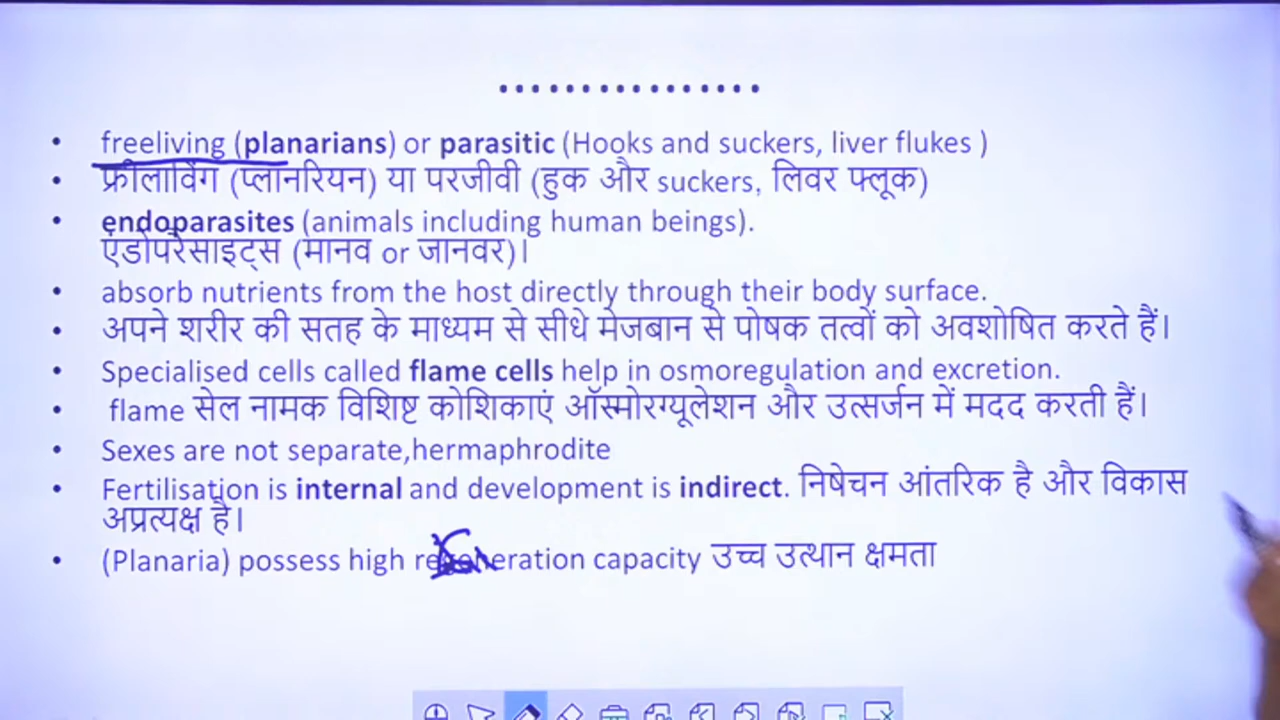 • freeliving (planarians) or parasitic (Hooks and suckers, liver flukes )
• फ्रीलिविंग (प्लानरियन) या परजीवी (हुक और suckers, लिवर फ्लूक)
• endoparasites (animals including human beings).
एंडोपैरेसाइट्स (मानव or जानवर)।
• absorb nutrients from the host directly through their body surface.
• अपने शरीर की सतह के माध्यम से सीधे मेजबान से पोषक तत्वों को अवशोषित करते हैं।
• Specialised cells called flame cells help in osmoregulation and excretion.
• flame सेल नामक विशिष्ट कोशिकाएं ऑस्मोरग्यूलेशन और उत्सर्जन में मदद करती हैं।
• Sexes are not separate,hermaphrodite
• Fertilisation is internal and development is indirect. निषेचन आंतरिक है और विकास
अप्रत्यक्ष है।
• (Planaria) possess high regeneration capacity उच्च उत्थान क्षमता